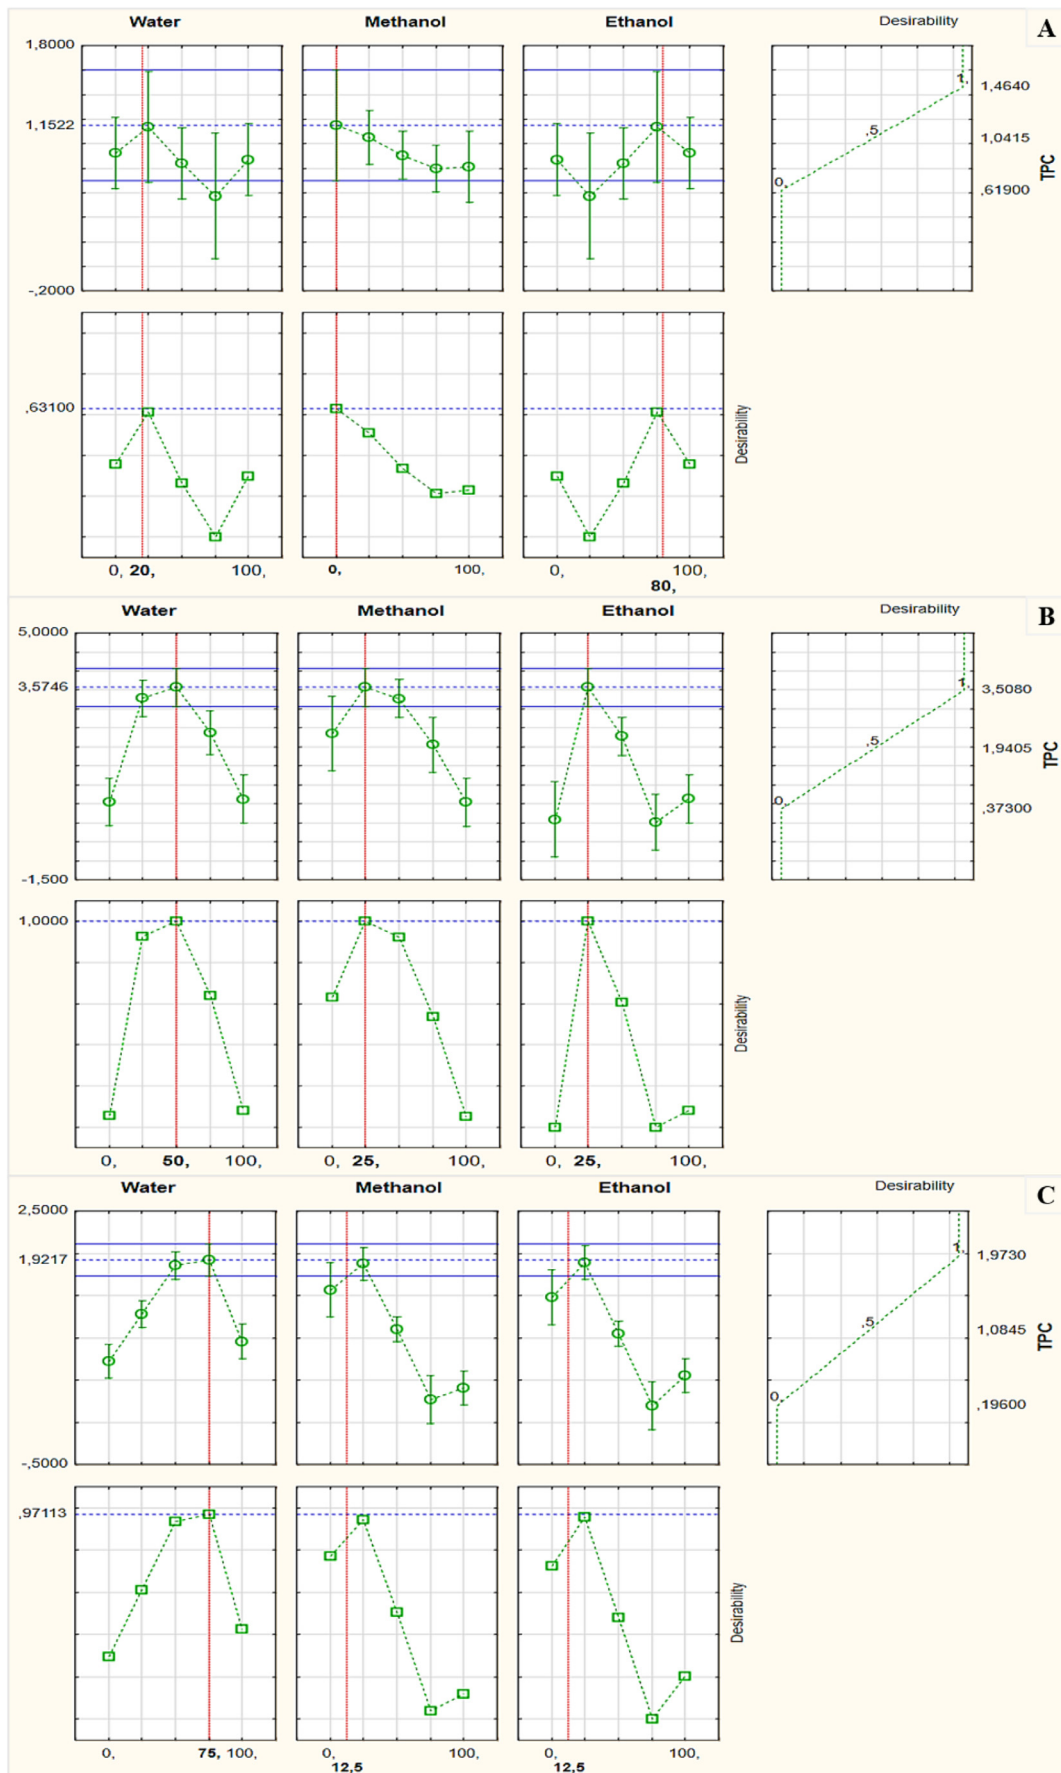 Water Methanol Ethanol Desirability A
1,8000
1, 1,4640
1,1522
,5 1,0415
0, ,61900
TPC
-,2000
,63100
Desirability
0, 20, 100, 0, 100, 0, 100,
80,
Water Methanol Ethanol Desirability B
5,0000
3,5746 1, 3,5080
,5 1,9405
0, ,37300
TPC
-1,500
1,0000
Desirability
0, 50, 100, 0, 25, 100, 0, 25, 100,
Water Methanol Ethanol Desirability C
2,5000
1,9217 1, 1,9730
,5 1,0845
0, ,19600
TPC
-,5000
,97113
Desirability
0, 75, 100, 0, 100, 0, 100,
12,5 12,5